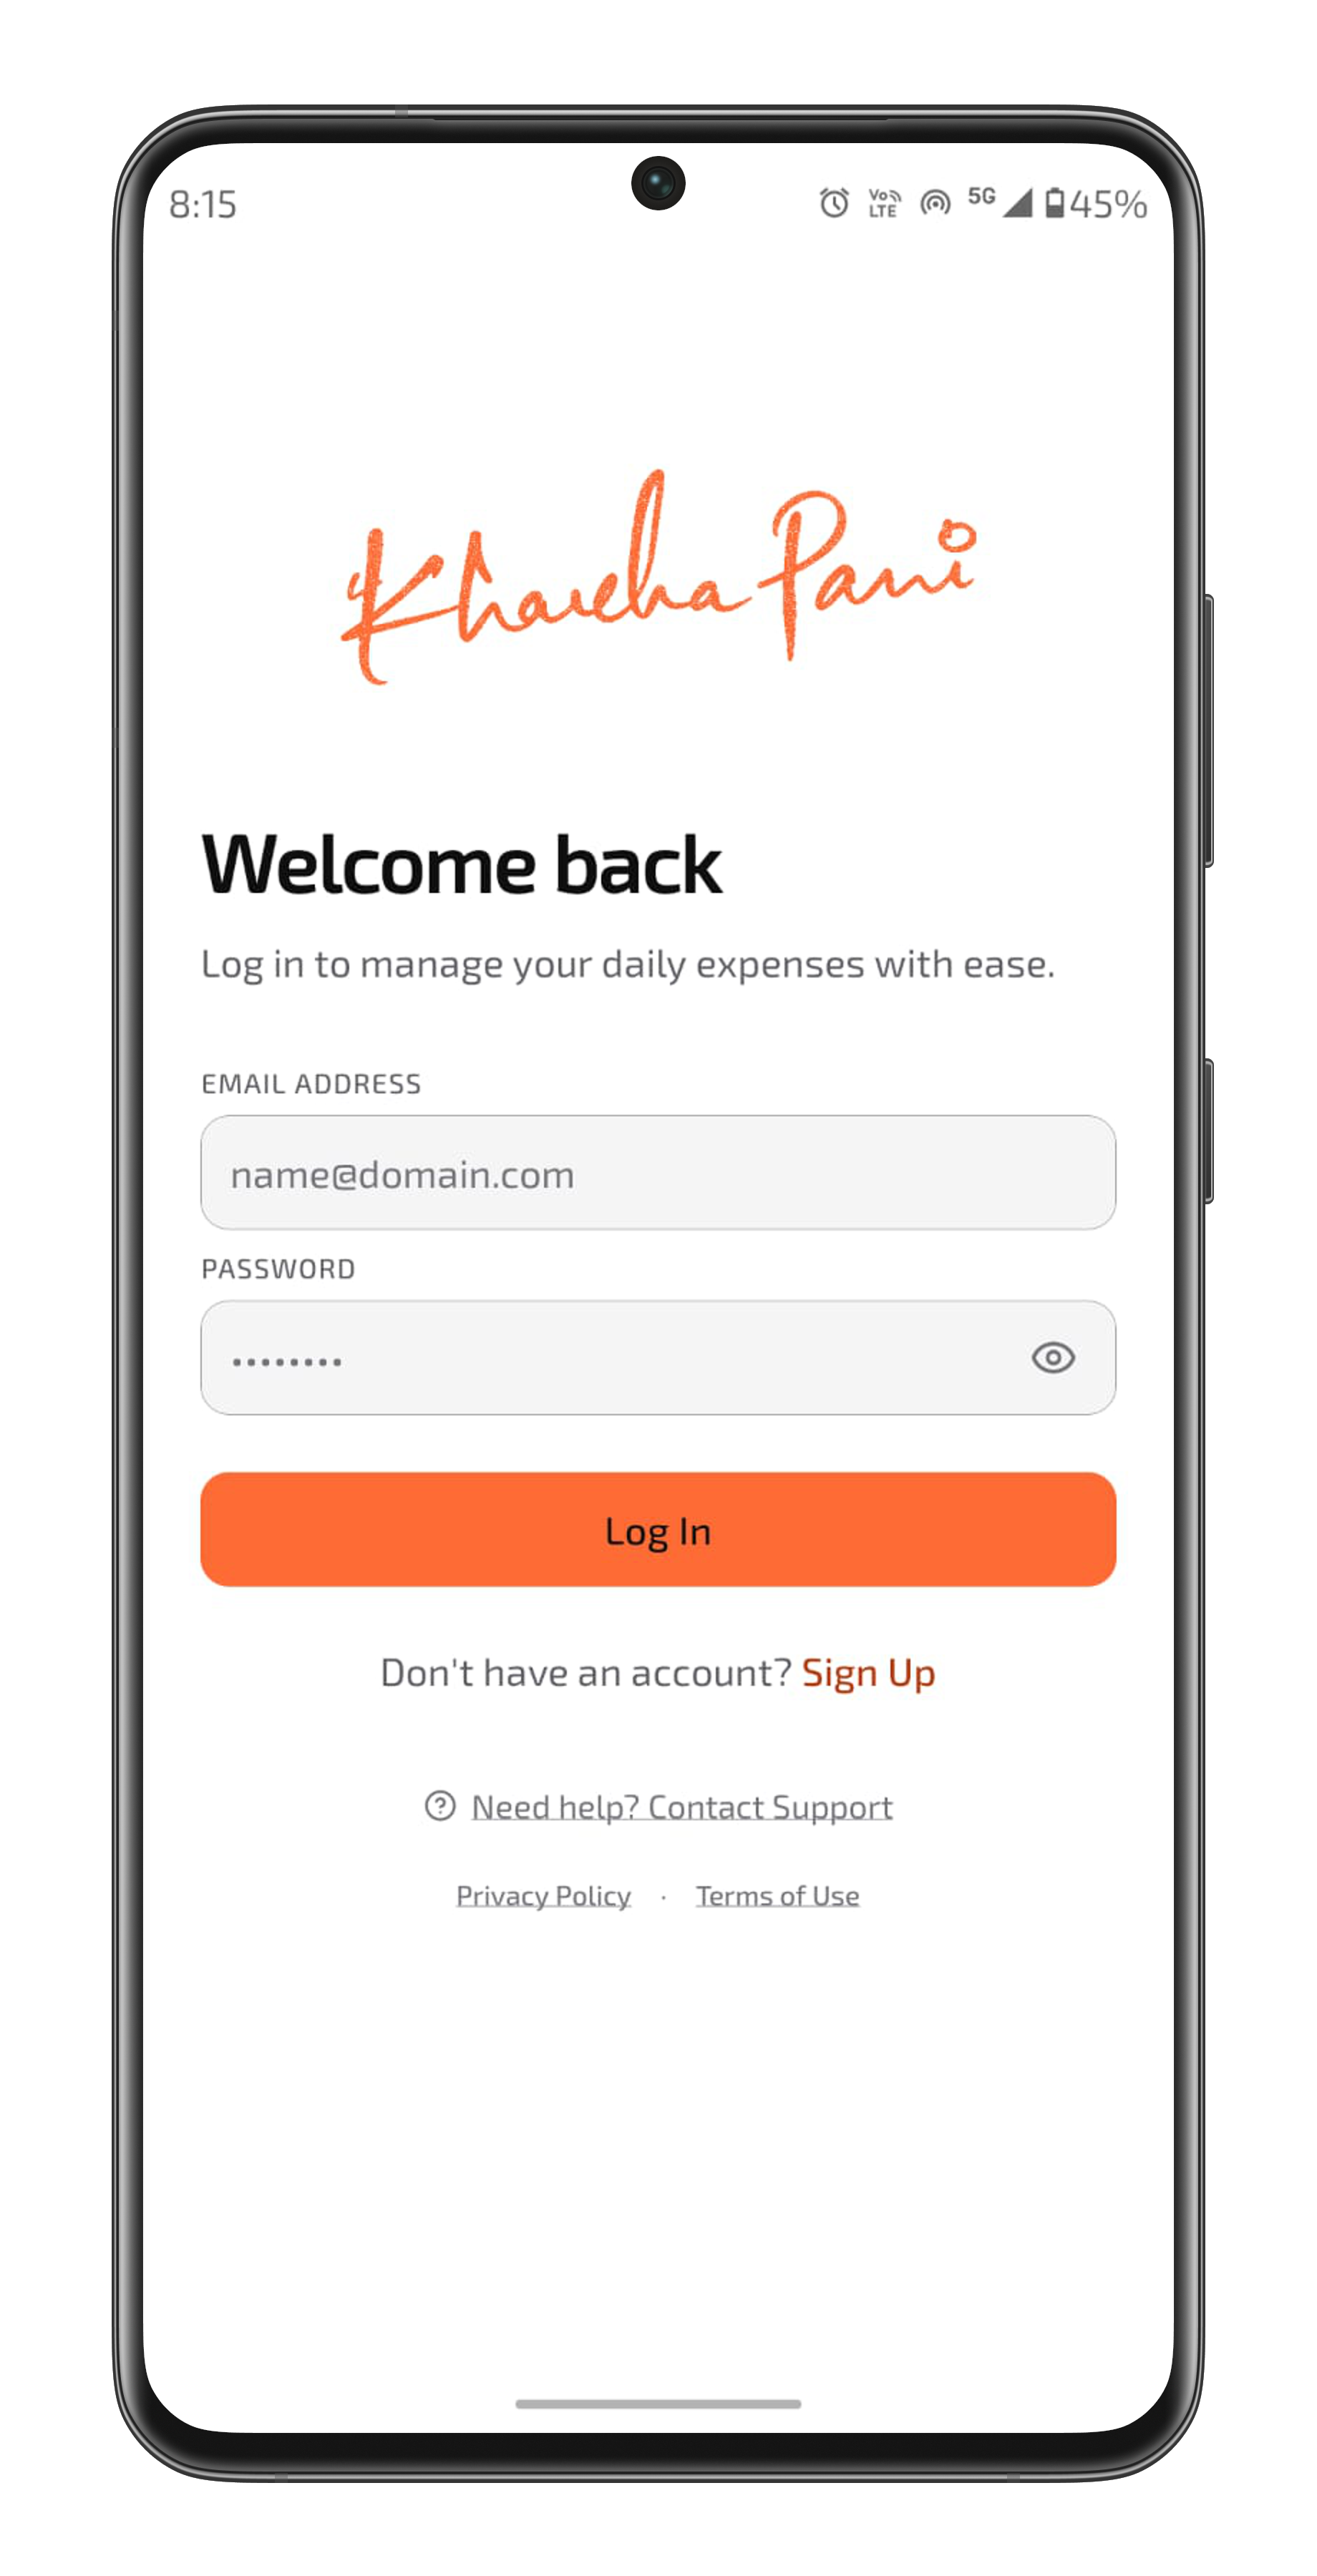 8:15 VoLTE 5G 45%
Kharcha Pani
Welcome back
Log in to manage your daily expenses with ease.
EMAIL ADDRESS
name@domain.com
PASSWORD
••••••••
Log In
Don't have an account? Sign Up
Need help? Contact Support
Privacy Policy · Terms of Use